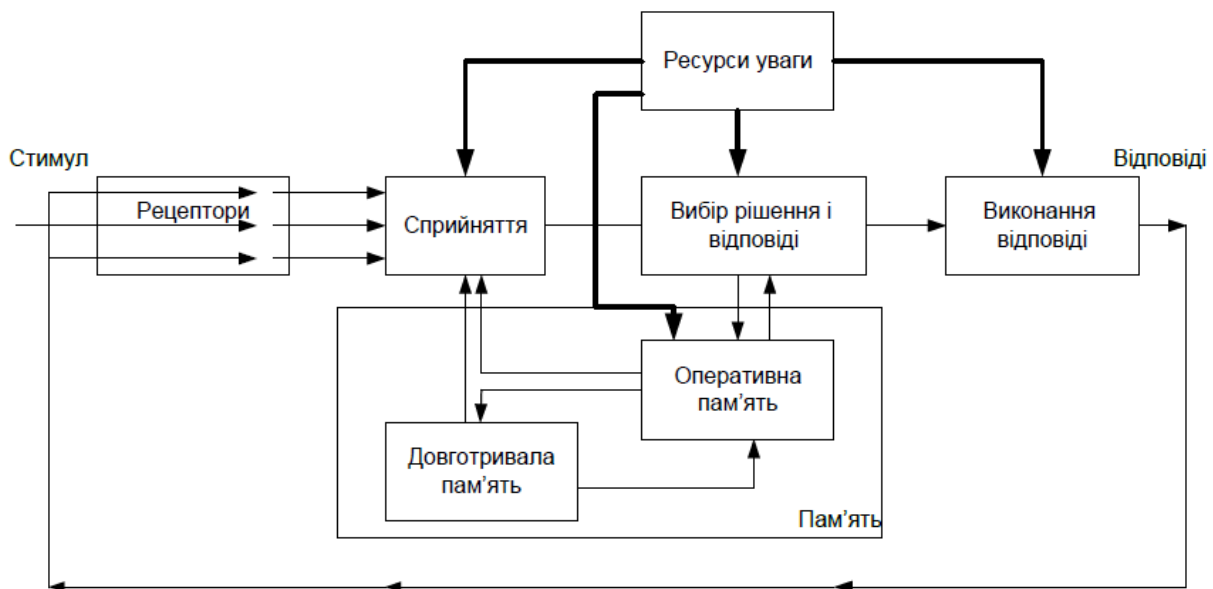 Ресурси уваги
Стимул
Відповіді
Рецептори
Сприйняття
Вибір рішення і
відповіді
Виконання
відповіді
Оперативна
пам’ять
Довготривала
пам’ять
Пам’ять